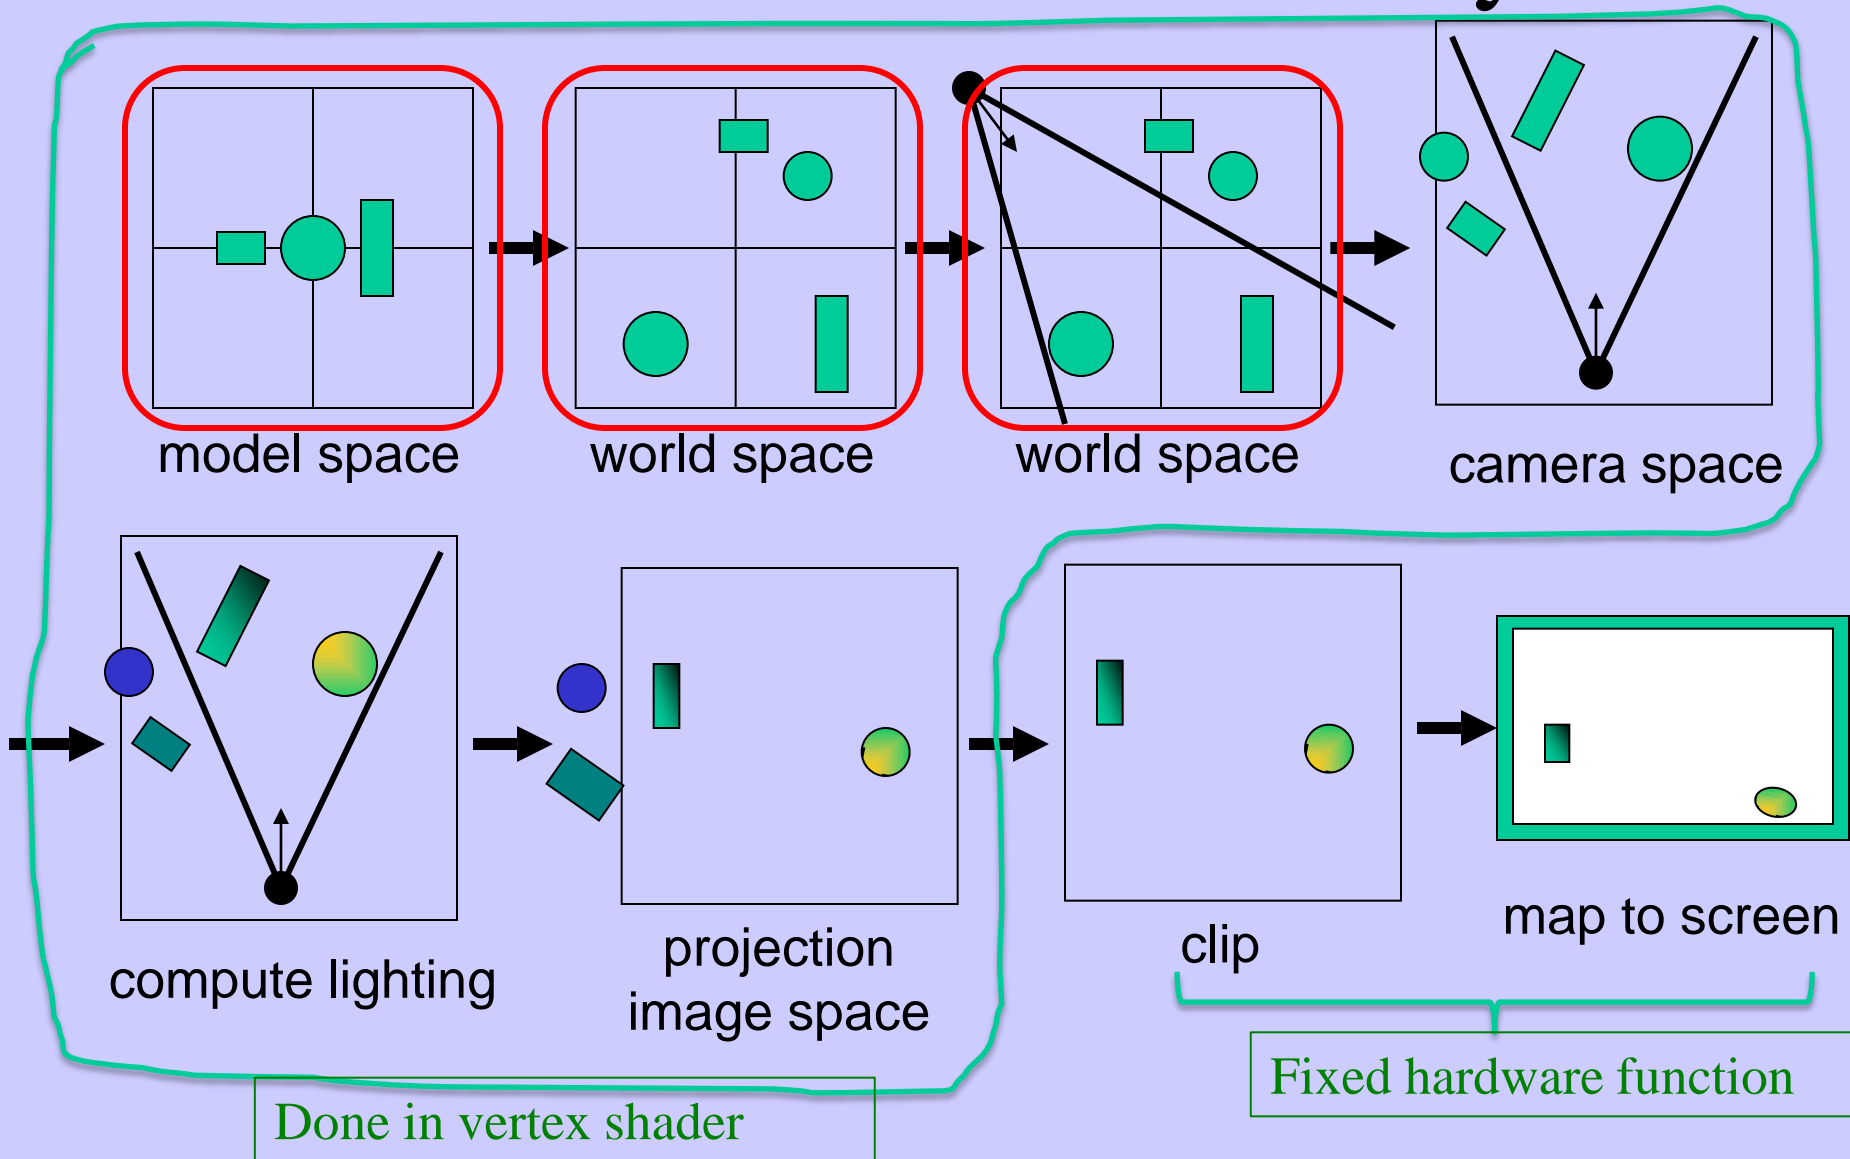 model space
world space
world space
camera space
compute lighting
projection
image space
clip
map to screen
Done in vertex shader
Fixed hardware function